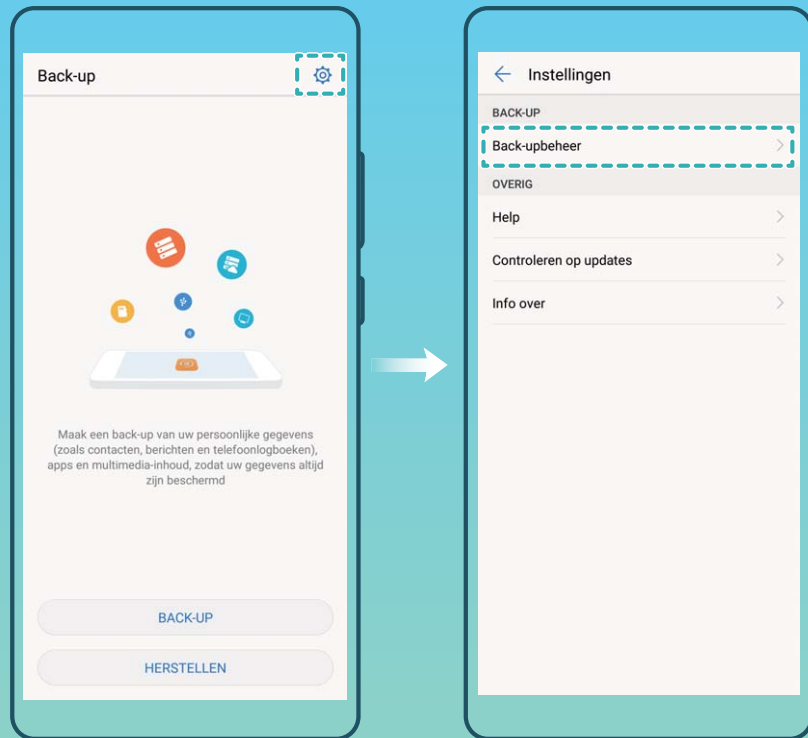 Back-up
Maak een back-up van uw persoonlijke gegevens
(zoals contacten, berichten en telefoonlogboeken),
apps en multimedia-inhoud, zodat uw gegevens altijd
zijn beschermd
BACK-UP
HERSTELLEN
Instellingen
BACK-UP
Back-upbeheer
OVERIG
Help
Controleren op updates
Info over